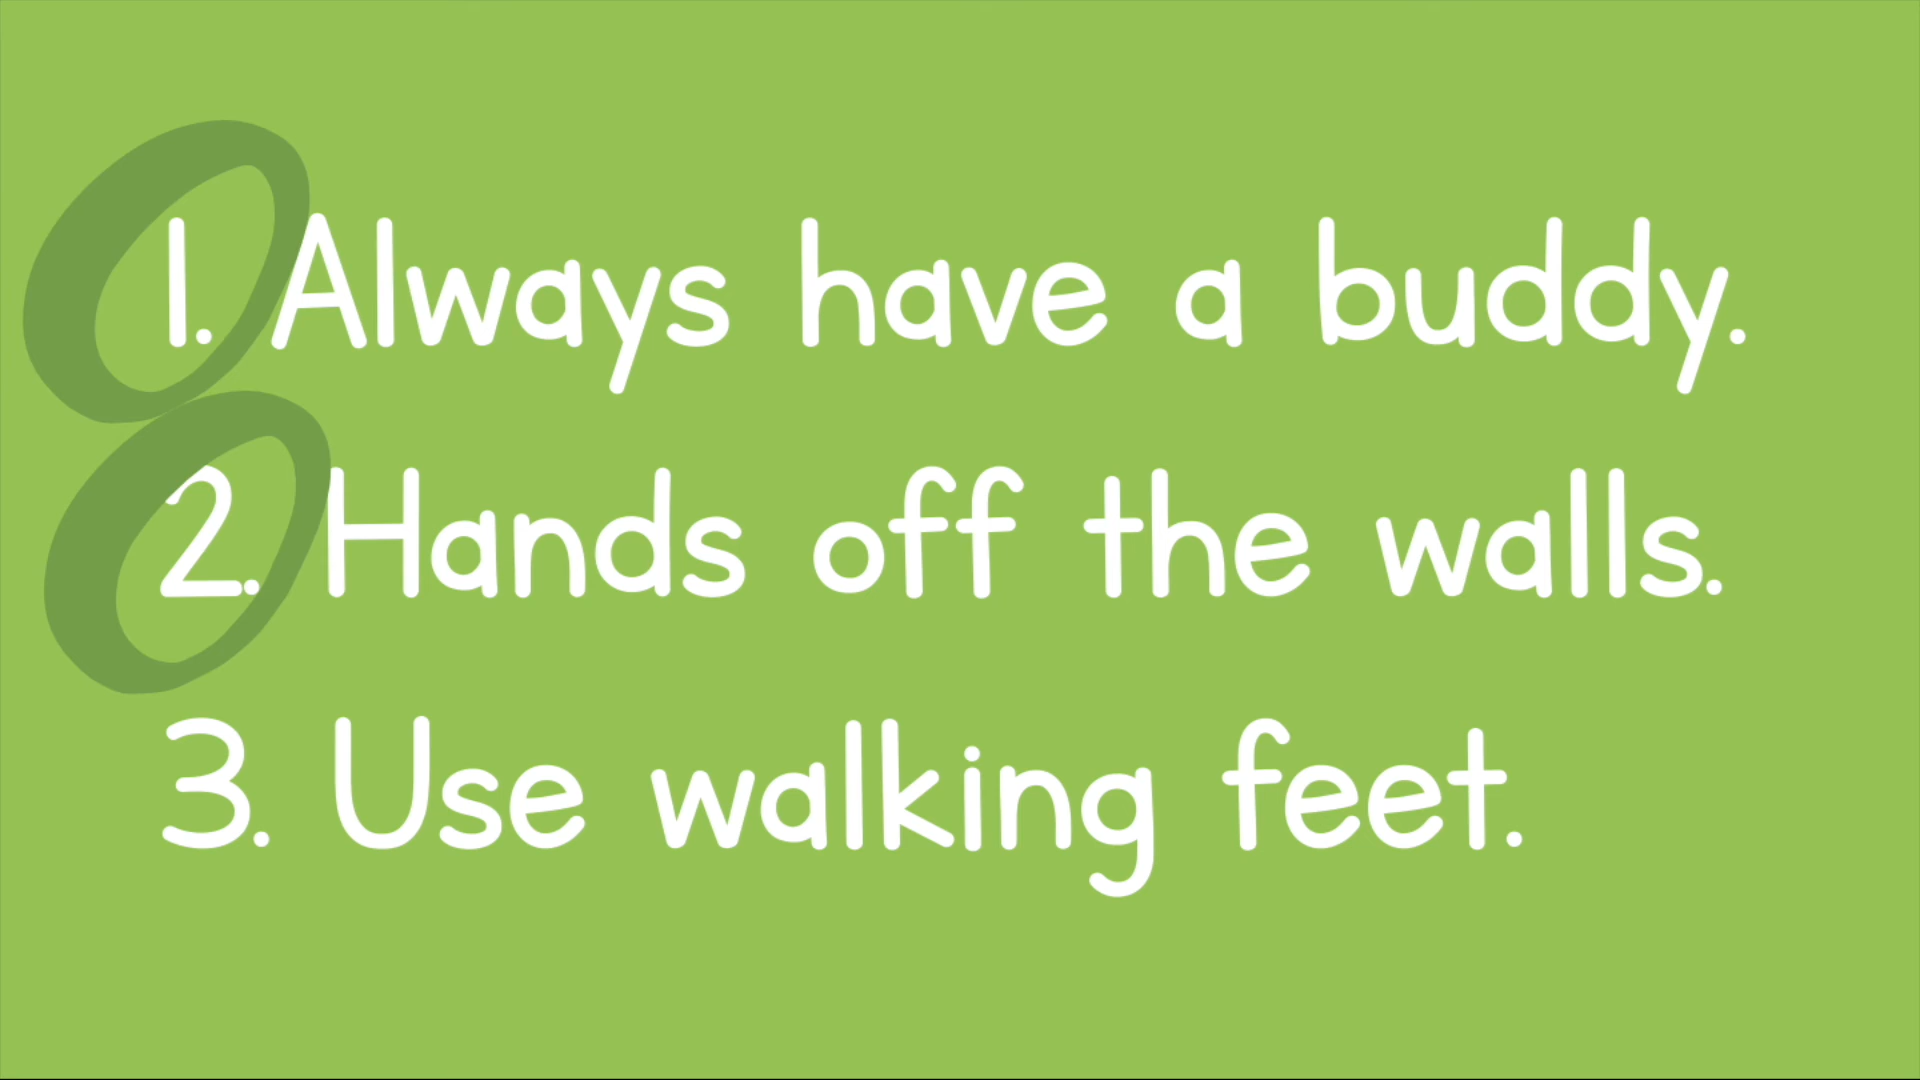 1. Always have a buddy.
2. Hands off the walls.
3. Use walking feet.